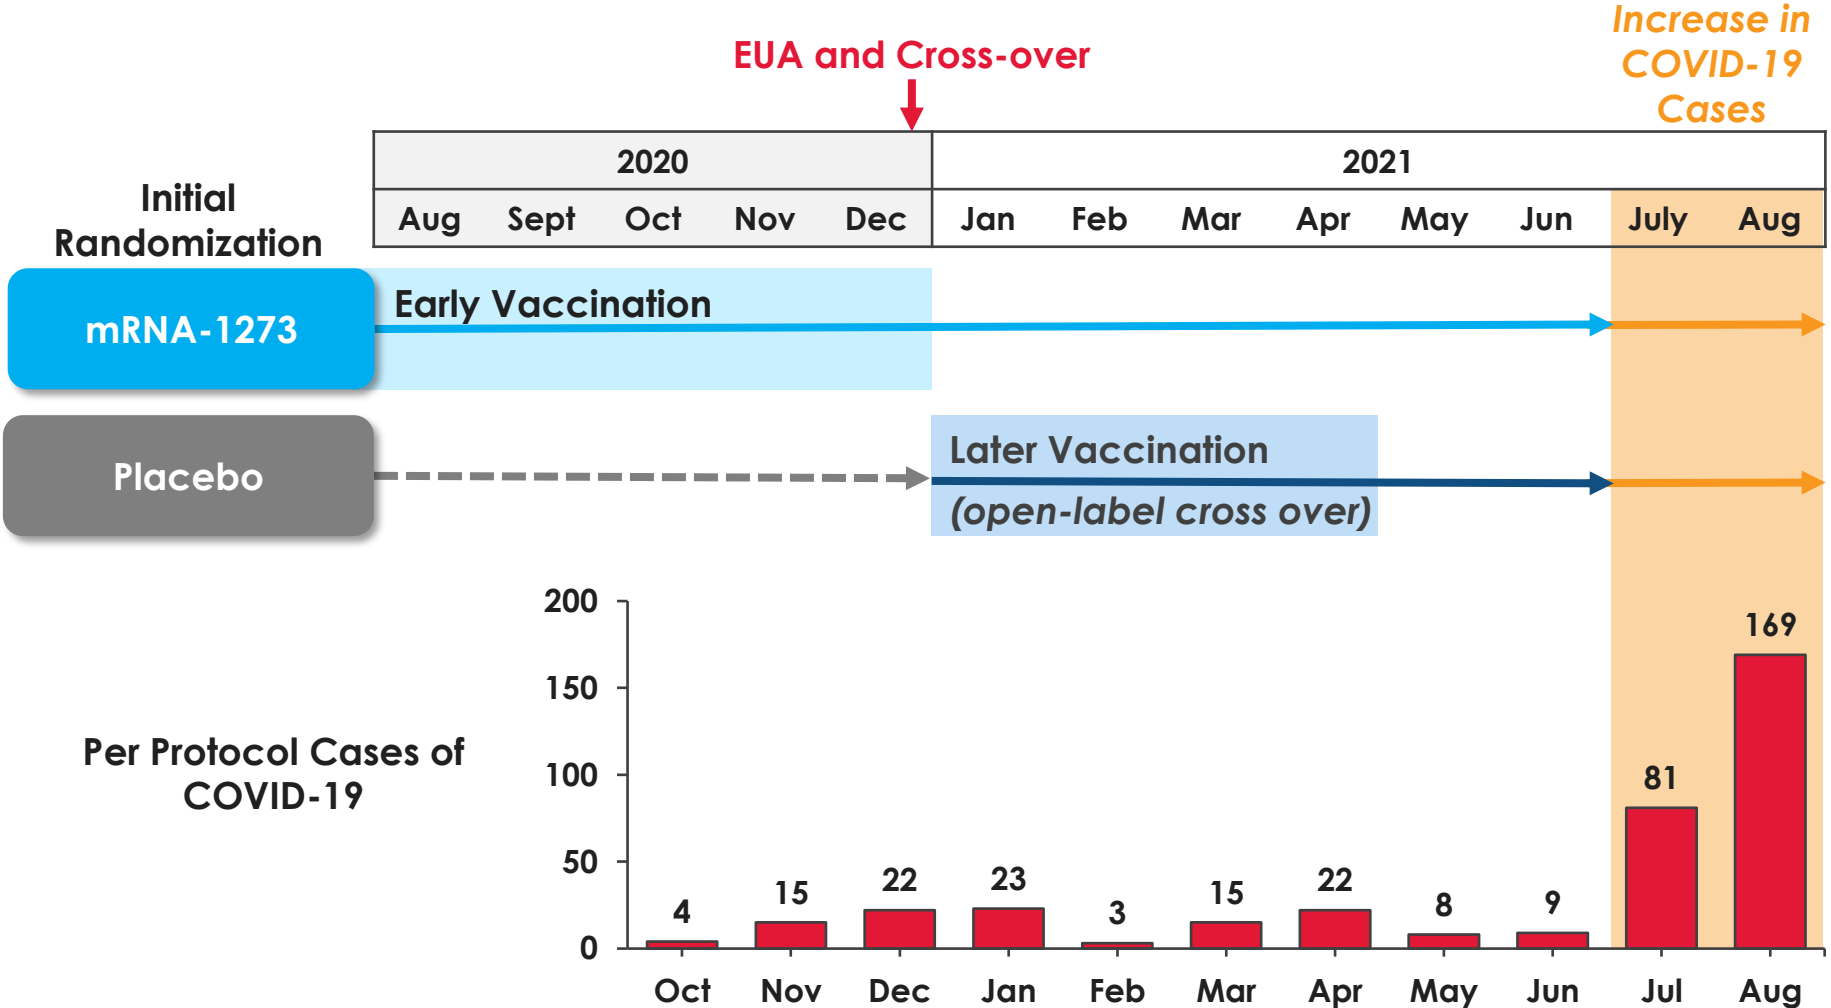 Increase in
COVID-19
Cases
EUA and Cross-over
2020 2021
Aug Sept Oct Nov Dec Jan Feb Mar Apr May Jun July Aug
Initial
Randomization
mRNA-1273
Early Vaccination
Placebo
Later Vaccination
(open-label cross over)
Per Protocol Cases of
COVID-19
200
150
100
50
0
4 15 22 23 3 15 22 8 9 81 169
Oct Nov Dec Jan Feb Mar Apr May Jun Jul Aug